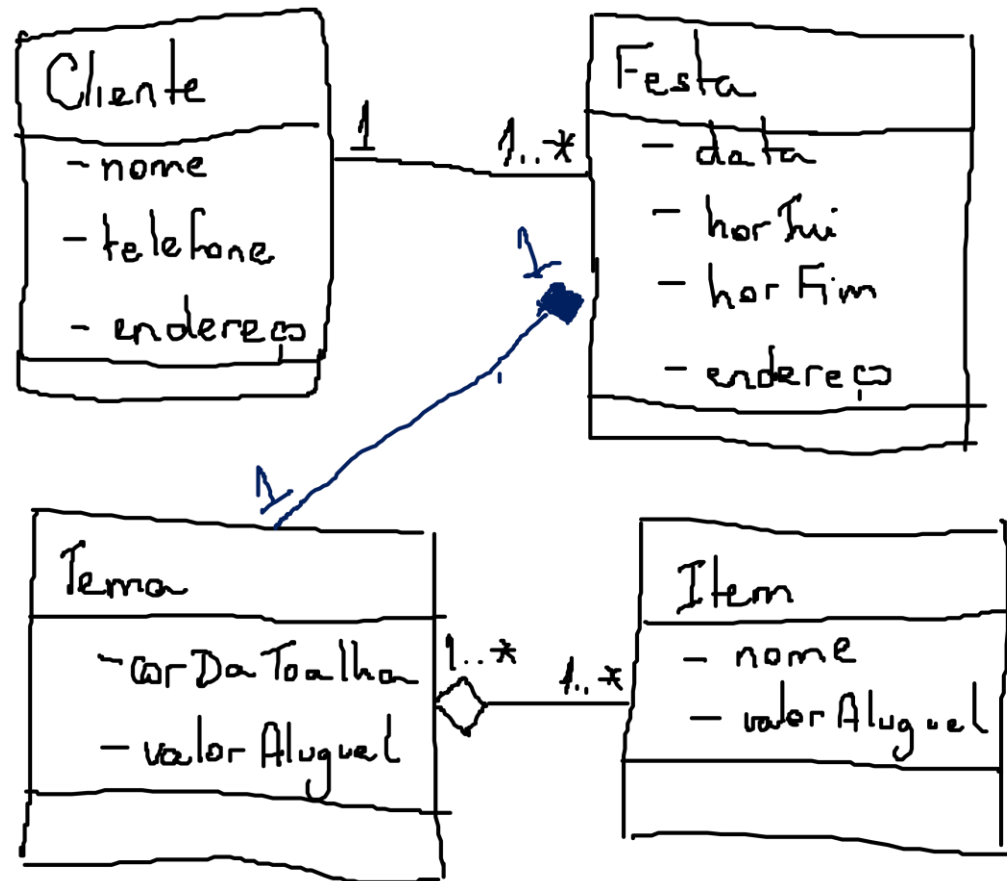 Cliente
- nome
- telefone
- endereço
1
1..*
Festa
- data
- horIni
- horFim
- endereço
1
1
Tema
- corDaToalha
- valorAluguel
1..*
1..*
Item
- nome
- valorAluguel